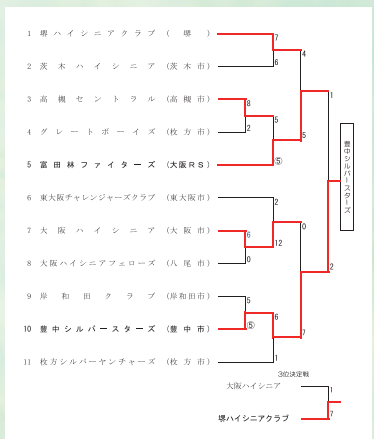 1 堺ハイシニアクラブ (堺)
7
2 茨木ハイシニア (茨木市)
6
4
3 高槻セントラル (高槻市)
8
4 グレートボーイズ (枚方市)
2
5
5 富田林ファイターズ (大阪RS)
⑤
5
1
6 東大阪チャレンジャーズクラブ (東大阪市)
2
7 大阪ハイシニア (大阪市)
6
8 大阪ハイシニアフェローズ (八尾市)
0
12
0
9 岸和田クラブ (岸和田市)
5
10 豊中シルバースターズ (豊中市)
⑤
6
11 枚方シルバーヤンチャーズ (枚方市)
1
7
2
豊中シルバースターズ
3位決定戦
大阪ハイシニア
1
堺ハイシニアクラブ
7